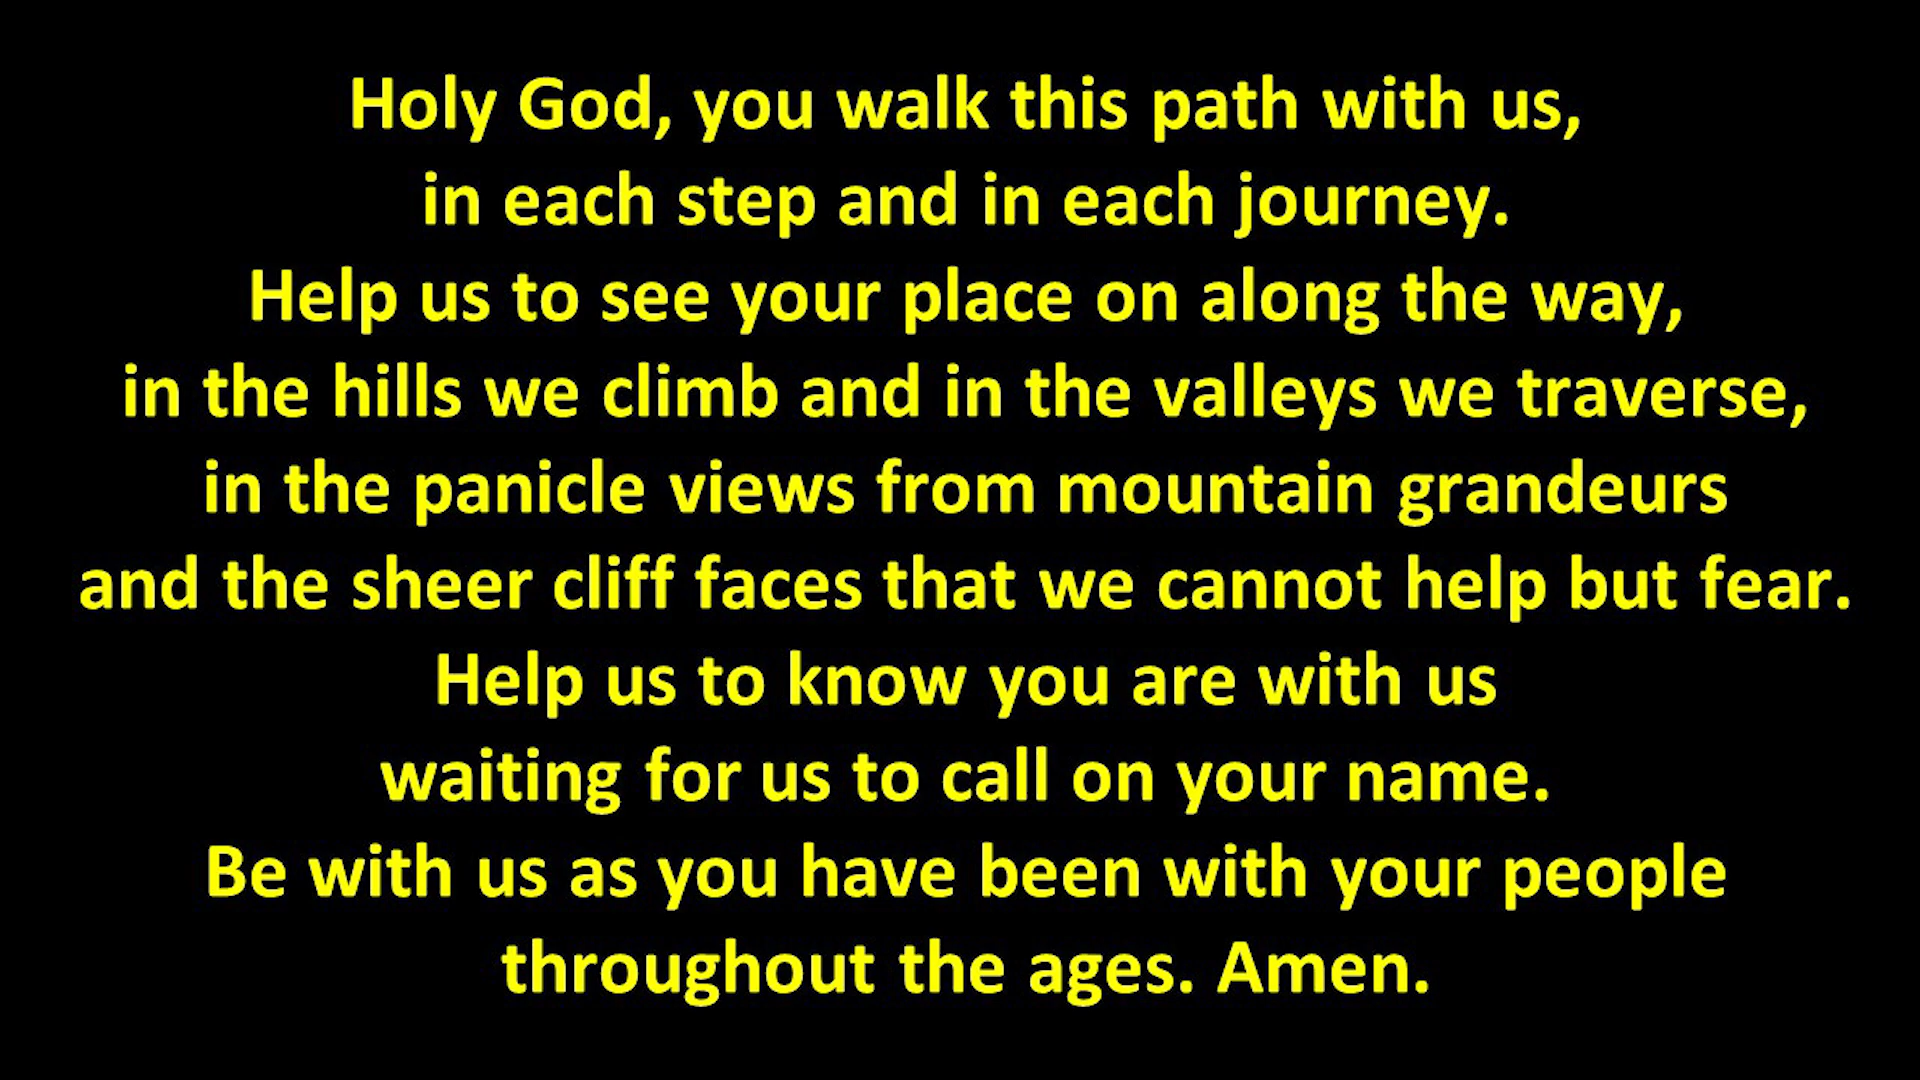 Holy God, you walk this path with us,
in each step and in each journey.
Help us to see your place on along the way,
in the hills we climb and in the valleys we traverse,
in the panicle views from mountain grandeurs
and the sheer cliff faces that we cannot help but fear.
Help us to know you are with us
waiting for us to call on your name.
Be with us as you have been with your people
throughout the ages. Amen.